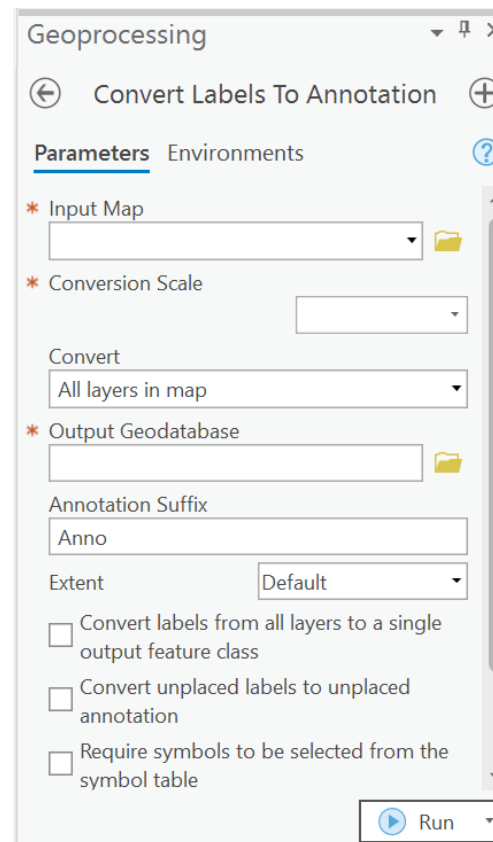 Geoprocessing
Convert Labels To Annotation
Parameters Environments
* Input Map
* Conversion Scale
Convert
All layers in map
* Output Geodatabase
Annotation Suffix
Anno
Extent Default
Convert labels from all layers to a single
output feature class
Convert unplaced labels to unplaced
annotation
Require symbols to be selected from the
symbol table
Run